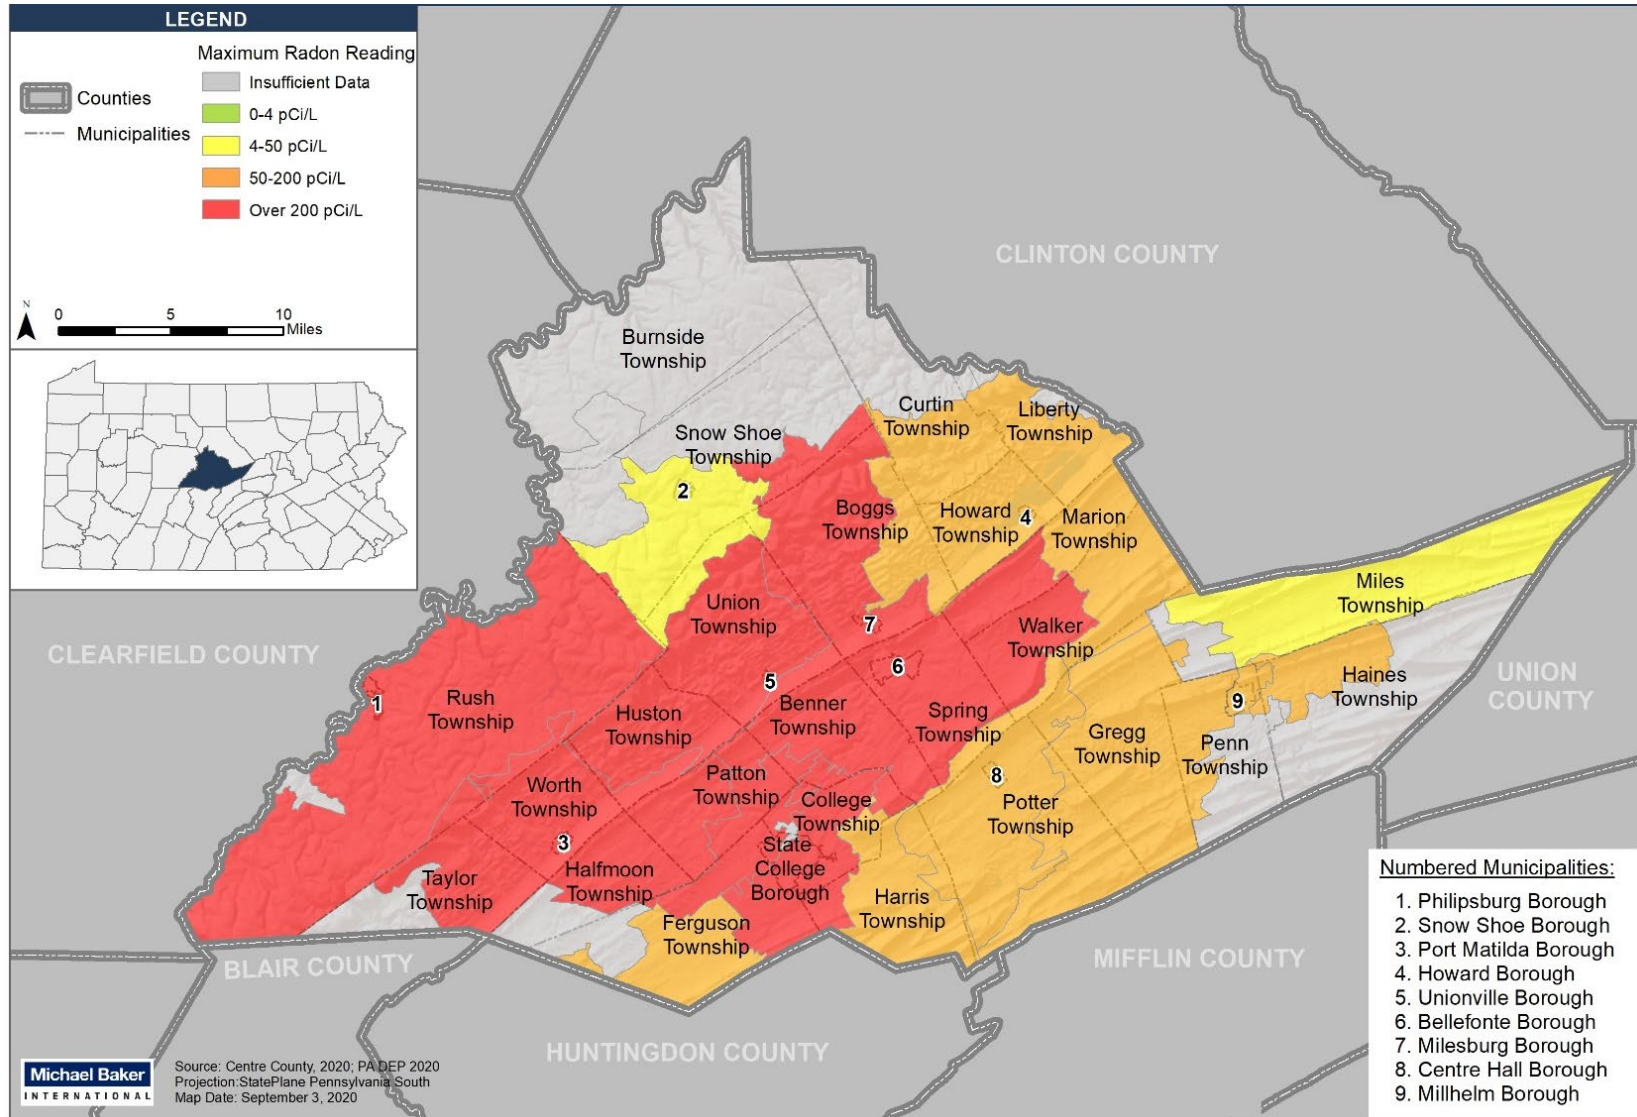 LEGEND
Maximum Radon Reading
Counties
Municipalities
Insufficient Data
0-4 pCi/L
4-50 pCi/L
50-200 pCi/L
Over 200 pCi/L
N
0 5 10
Miles
CLINTON COUNTY
Burnside
Township
Curtin
Township
Liberty
Township
Snow Shoe
Township
2
Boggs
Township
Howard
Township
4
Marion
Township
Miles
Township
Union
Township
7
Walker
Township
CLEARFIELD COUNTY
UNION
COUNTY
1
Rush
Township
5
6
Haines
Township
Huston
Township
Benner
Township
Spring
Township
9
Gregg
Township
Penn
Township
Worth
Township
Patton
Township
8
College
Township
Potter
Township
3
State
College
Borough
Taylor
Township
Halfmoon
Township
Harris
Township
Ferguson
Township
BLAIR COUNTY
MIFFLIN COUNTY
HUNTINGDON COUNTY
Numbered Municipalities:
1. Philipsburg Borough
2. Snow Shoe Borough
3. Port Matilda Borough
4. Howard Borough
5. Unionville Borough
6. Bellefonte Borough
7. Milesburg Borough
8. Centre Hall Borough
9. Millhelm Borough
Michael Baker
INTERNATIONAL
Source: Centre County, 2020; PA DEP 2020
Projection:StatePlane Pennsylvania South
Map Date: September 3, 2020